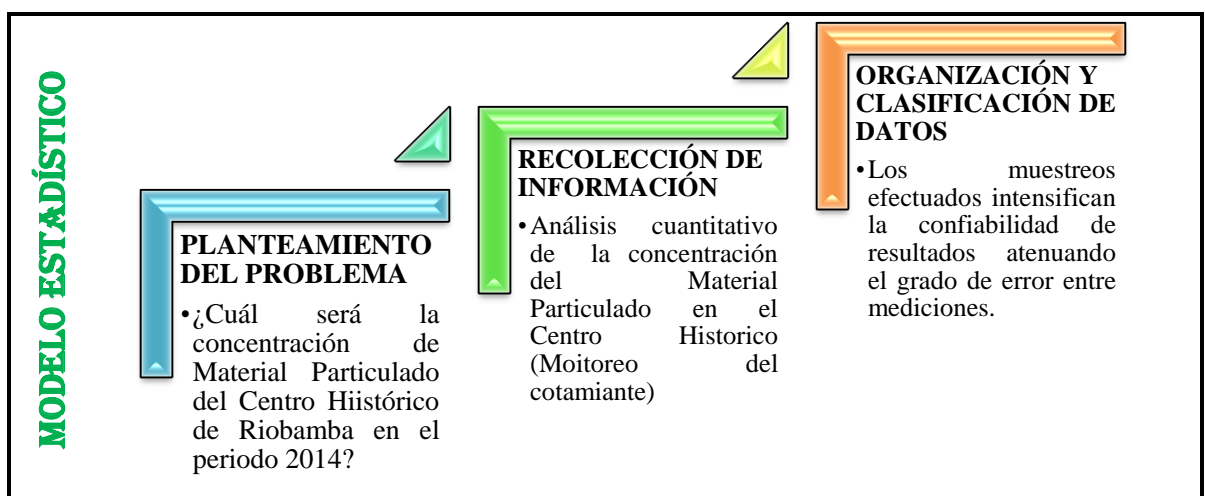 MODELO ESTADÍSTICO
PLANTEAMIENTO
DEL PROBLEMA
•¿Cuál será la
concentración de
Material Particulado
del Centro Hiistórico
de Riobamba en el
periodo 2014?
RECOLECCIÓN DE
INFORMACIÓN
•Análisis cuantitativo
de la concentración
del Material
Particulado en el
Centro Historico
(Moitoreo del
cotamiante)
ORGANIZACIÓN Y
CLASIFICACIÓN DE
DATOS
•Los muestreos
efectuados intensifican
la confiabilidad de
resultados atenuando
el grado de error entre
mediciones.